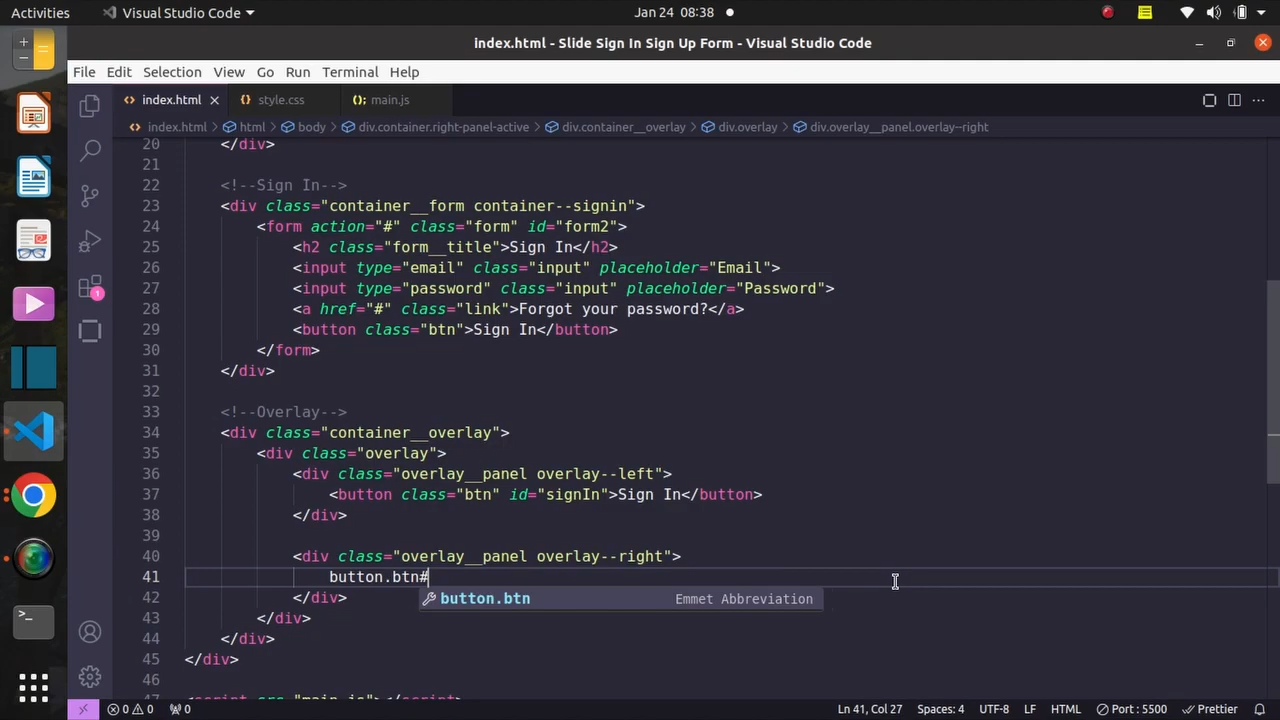 Activities
Visual Studio Code
Jan 24 08:38
index.html - Slide Sign In Sign Up Form - Visual Studio Code
File Edit Selection View Go Run Terminal Help
index.html
style.css
main.js
index.html html body div.container.right-panel-active div.container__overlay div.overlay div.overlay__panel.overlay--right
20 </div>
21
22 <!--Sign In-->
23 <div class="container__form container--signin">
24 <form action="#" class="form" id="form2">
25 <h2 class="form__title">Sign In</h2>
26 <input type="email" class="input" placeholder="Email">
27 <input type="password" class="input" placeholder="Password">
28 <a href="#" class="link">Forgot your password?</a>
29 <button class="btn">Sign In</button>
30 </form>
31 </div>
32
33 <!--Overlay-->
34 <div class="container__overlay">
35 <div class="overlay">
36 <div class="overlay__panel overlay--left">
37 <button class="btn" id="signIn">Sign In</button>
38 </div>
39
40 <div class="overlay__panel overlay--right">
41 button.btn#
button.btn Emmet Abbreviation
42 </div>
43 </div>
44 </div>
45 </div>
46
47 <script src="main.js"></script>
1
0 0 0
Ln 41, Col 27 Spaces: 4 UTF-8 LF HTML Port : 5500 Prettier